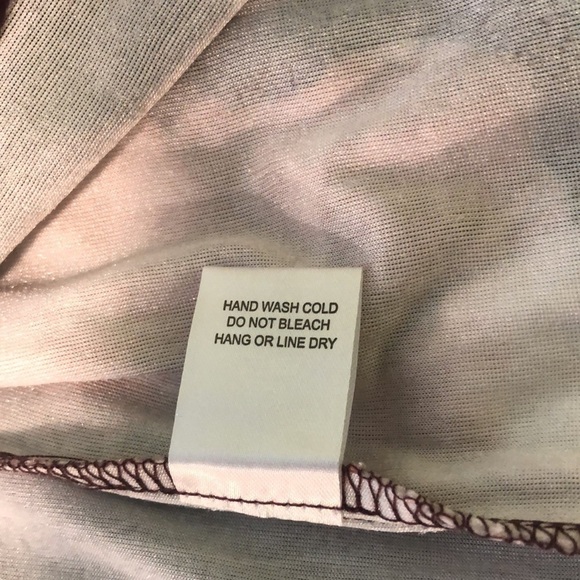 HAND WASH COLD
DO NOT BLEACH
HANG OR LINE DRY